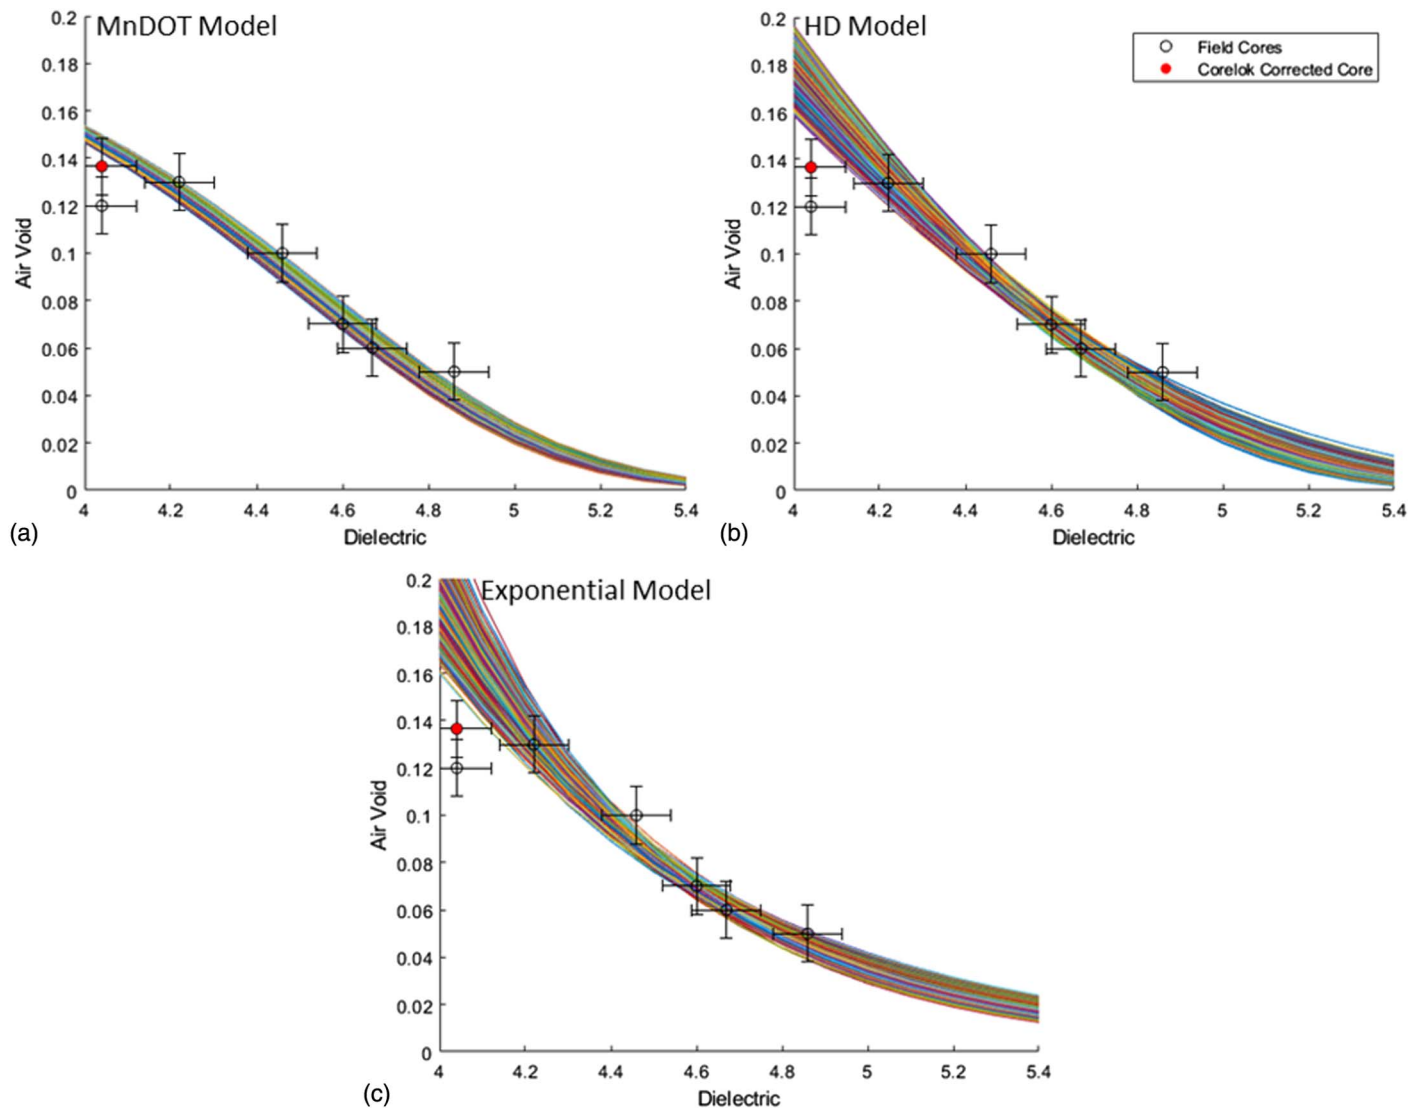 MnDOT Model
0.2
0.18
0.16
0.14
0.12
0.1
0.08
0.06
0.04
0.02
0
Air Void
4 4.2 4.4 4.6 4.8 5 5.2 5.4
Dielectric
(a)
HD Model
Field Cores
Corelok Corrected Core
0.2
0.18
0.16
0.14
0.12
0.1
0.08
0.06
0.04
0.02
0
Air Void
4 4.2 4.4 4.6 4.8 5 5.2 5.4
Dielectric
(b)
Exponential Model
0.2
0.18
0.16
0.14
0.12
0.1
0.08
0.06
0.04
0.02
0
Air Void
4 4.2 4.4 4.6 4.8 5 5.2 5.4
Dielectric
(c)